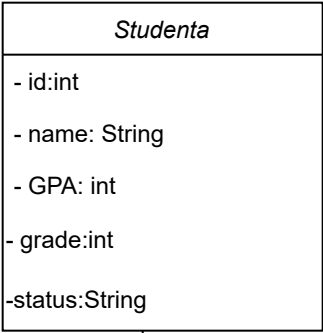 Studenta
- id:int
- name: String
- GPA: int
- grade:int
-status:String